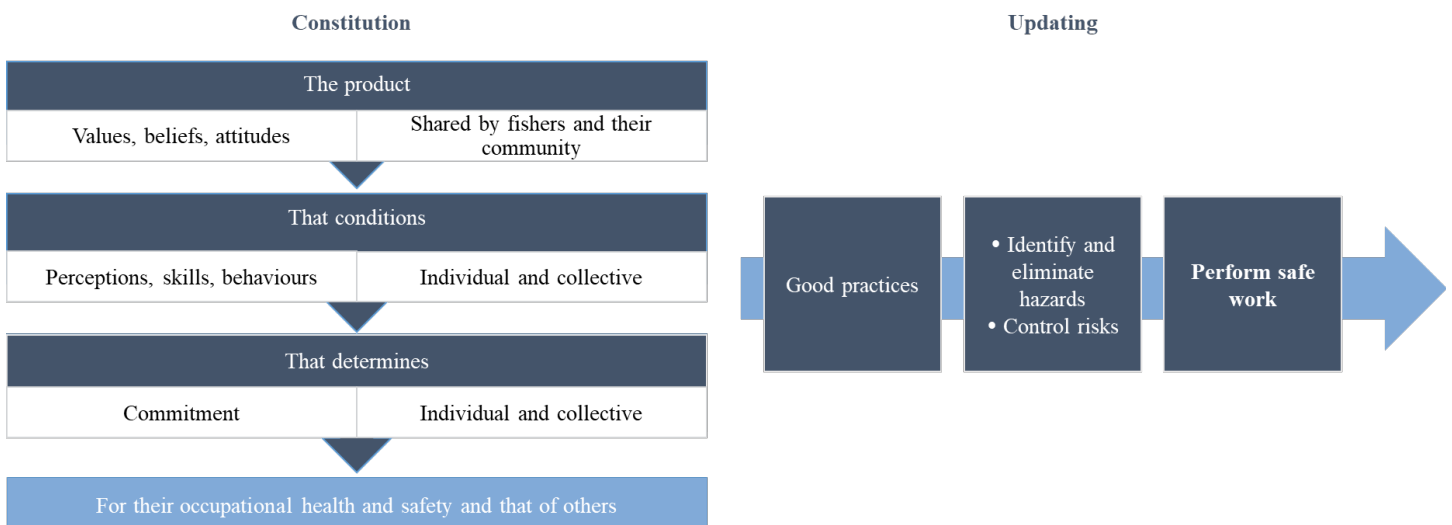 Constitution
The product
Values, beliefs, attitudes
Shared by fishers and their
community
That conditions
Perceptions, skills, behaviours
Individual and collective
That determines
Commitment
Individual and collective
For their occupational health and safety and that of others
Updating
Good practices
• Identify and
eliminate
hazards
• Control risks
Perform safe
work